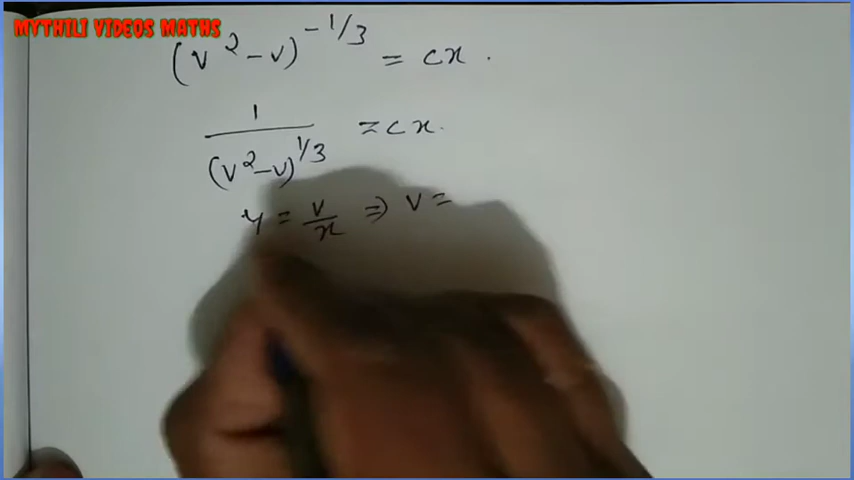 MYTHILI VIDEOS MATHS
(v² - v)^{-1/3} = cx.
1/(v² - v)^{1/3} = cx.
y = v/x ⇒ v =